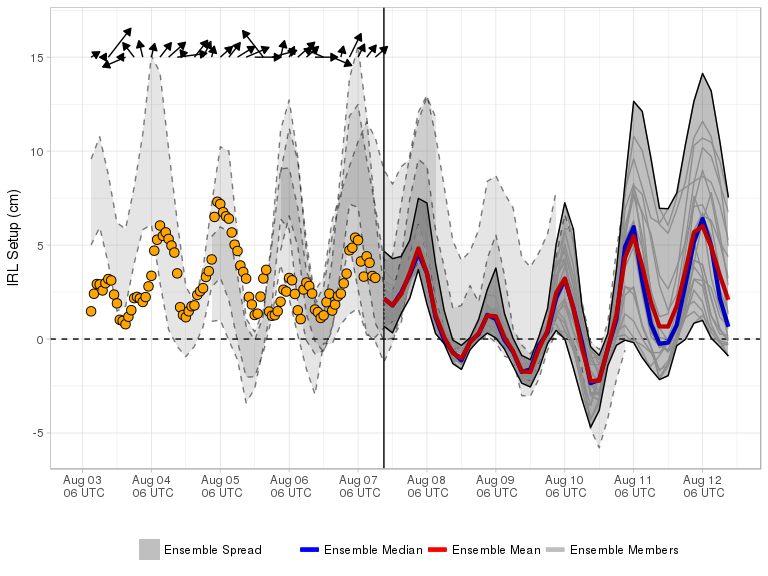 IRL Setup (cm)
15
10
5
0
-5
Aug 03 Aug 04 Aug 05 Aug 06 Aug 07 Aug 08 Aug 09 Aug 10 Aug 11 Aug 12
06 UTC 06 UTC 06 UTC 06 UTC 06 UTC 06 UTC 06 UTC 06 UTC 06 UTC 06 UTC
Ensemble Spread Ensemble Median Ensemble Mean Ensemble Members